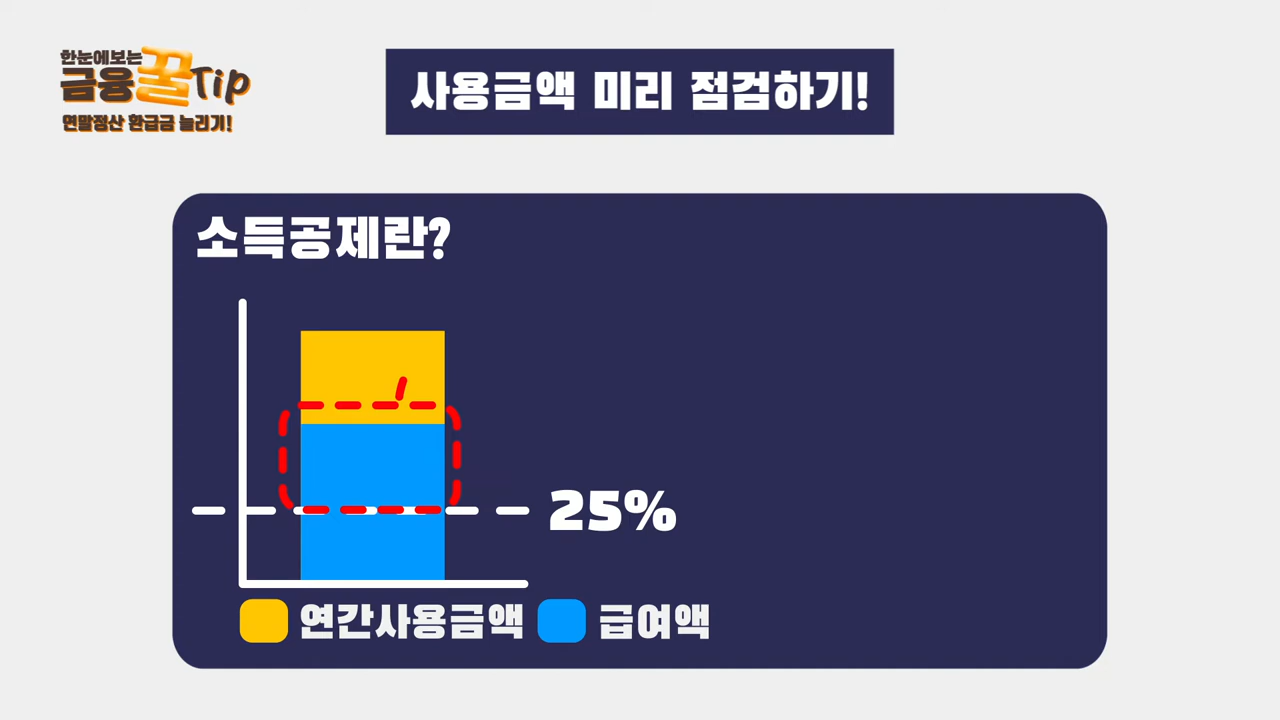 한눈에보는
금융꿀Tip
연말정산 환급금 늘리기!
사용금액 미리 점검하기!
소득공제란?
25%
연간사용금액 급여액